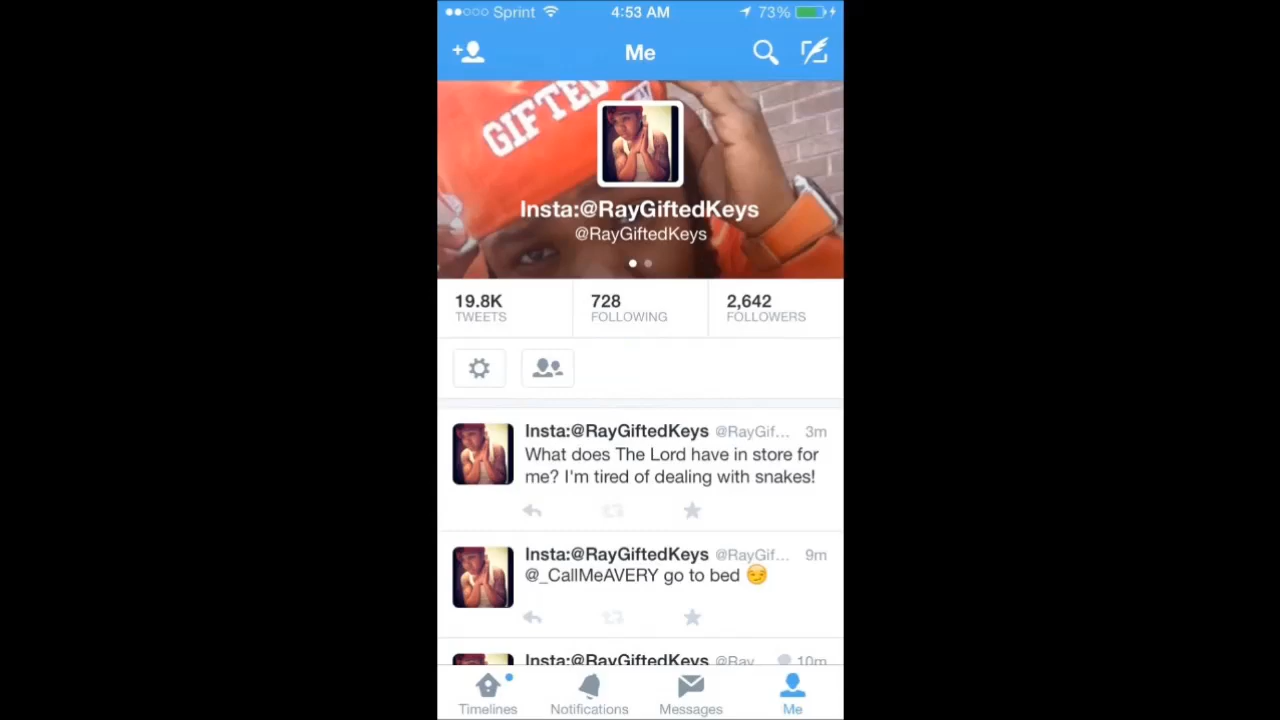 Sprint 4:53 AM 73%
Me
GIFTED
Insta:@RayGiftedKeys
@RayGiftedKeys
19.8K 728 2,642
TWEETS FOLLOWING FOLLOWERS
Insta:@RayGiftedKeys @RayGif... 3m
What does The Lord have in store for
me? I'm tired of dealing with snakes!
Insta:@RayGiftedKeys @RayGif... 9m
@_CallMeAVERY go to bed 😏
Insta:@RayGiftedKeys @Ray 10m
Timelines Notifications Messages Me